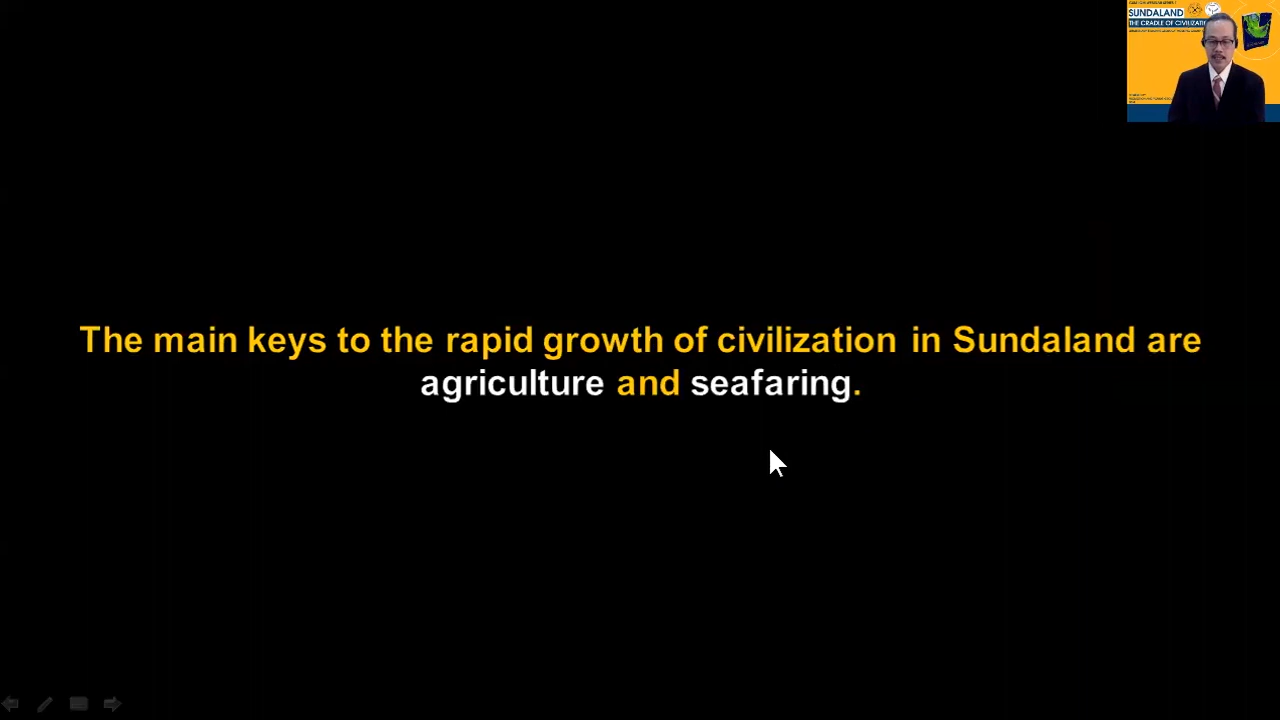 SUNDALAND
THE CRADLE OF CIVILIZATI
The main keys to the rapid growth of civilization in Sundaland are
agriculture and seafaring.